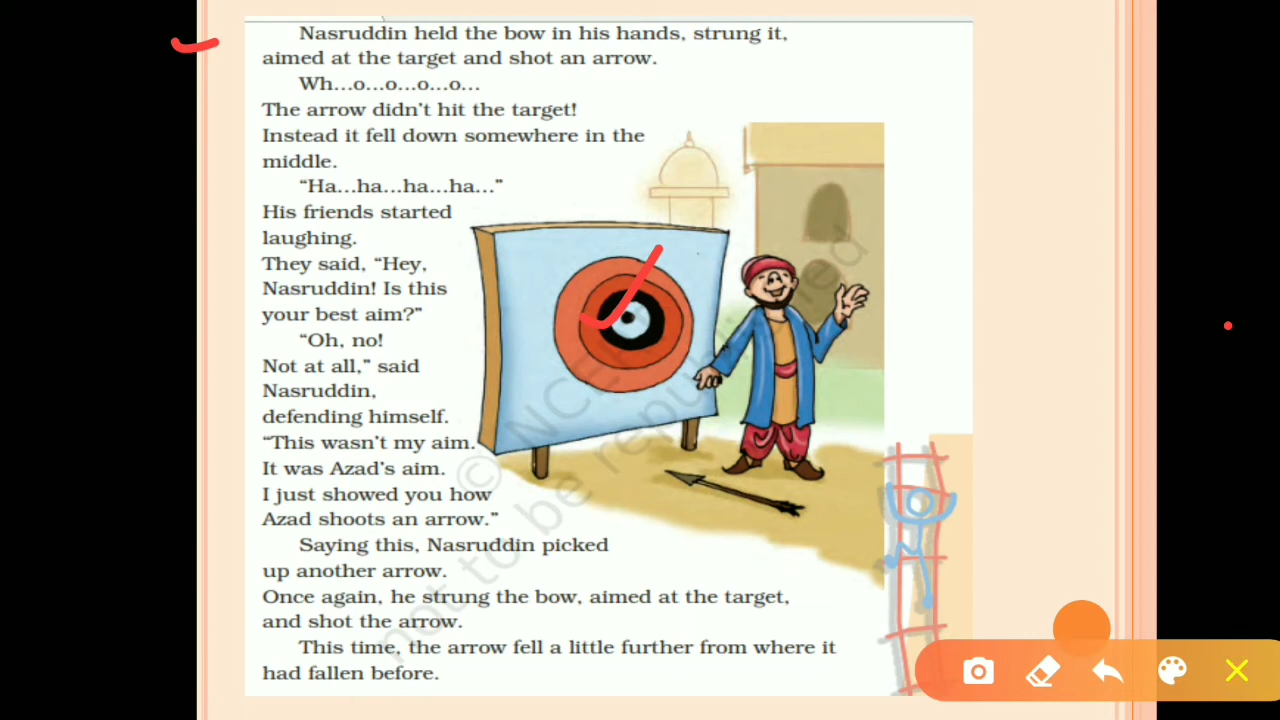 Nasruddin held the bow in his hands, strung it,
aimed at the target and shot an arrow.
Wh...o...o...o...o...
The arrow didn't hit the target!
Instead it fell down somewhere in the
middle.
“Ha...ha...ha...ha...”
His friends started
laughing.
They said, “Hey,
Nasruddin! Is this
your best aim?”
“Oh, no!
Not at all,” said
Nasruddin,
defending himself.
“This wasn't my aim.
It was Azad's aim.
I just showed you how
Azad shoots an arrow.”
Saying this, Nasruddin picked
up another arrow.
Once again, he strung the bow, aimed at the target,
and shot the arrow.
This time, the arrow fell a little further from where it
had fallen before.
not to be republished